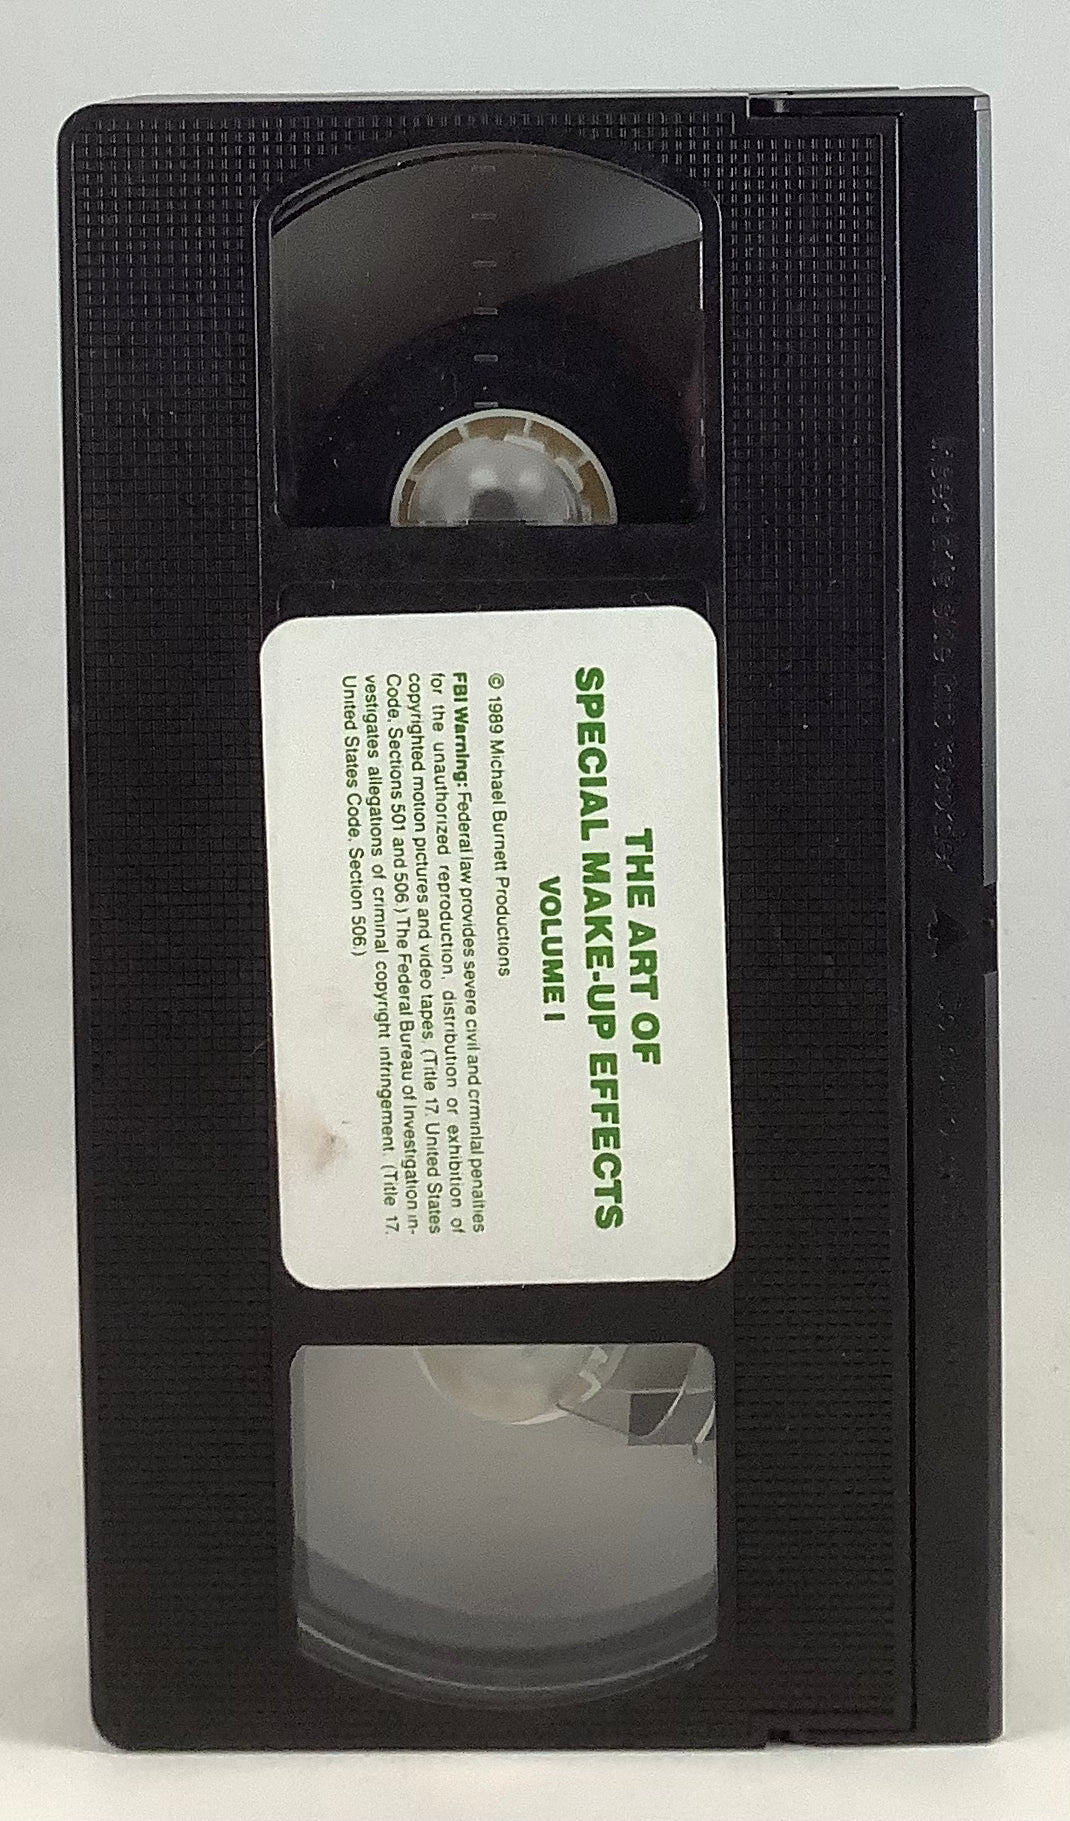 THE ART OF
SPECIAL MAKE-UP EFFECTS
VOLUME I
© 1989 Michael Burnett Productions
FBI Warning: Federal law provides severe civil and crminlal penalties
for the unauthorized reproduction, distribution or exhibition of
copyrighted motion pictures and video tapes. (Title 17. United States
Code, Sections 501 and 506.) The Federal Bureau of Investigation in-
vestigates allegations of criminal copyright infringement. (Title 17.
United States Code, Section 506.)